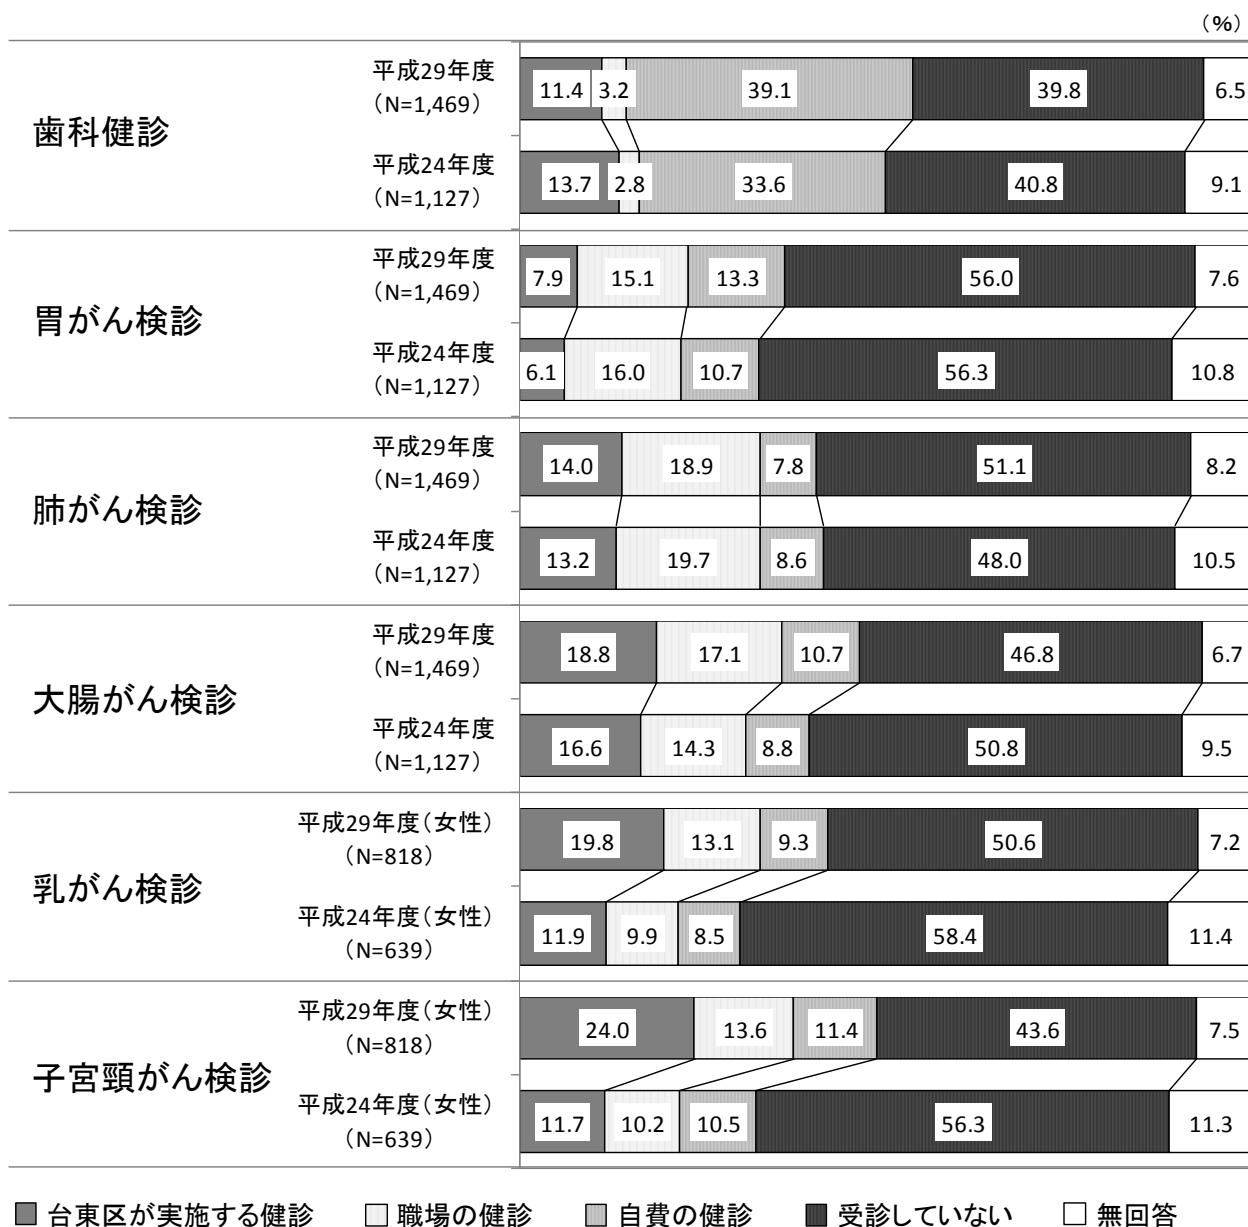 （%）
歯科健診
平成29年度
（N=1,469）
11.4 3.2 39.1 39.8 6.5
平成24年度
（N=1,127）
13.7 2.8 33.6 40.8 9.1
胃がん検診
平成29年度
（N=1,469）
7.9 15.1 13.3 56.0 7.6
平成24年度
（N=1,127）
6.1 16.0 10.7 56.3 10.8
肺がん検診
平成29年度
（N=1,469）
14.0 18.9 7.8 51.1 8.2
平成24年度
（N=1,127）
13.2 19.7 8.6 48.0 10.5
大腸がん検診
平成29年度
（N=1,469）
18.8 17.1 10.7 46.8 6.7
平成24年度
（N=1,127）
16.6 14.3 8.8 50.8 9.5
乳がん検診
平成29年度（女性）
（N=818）
19.8 13.1 9.3 50.6 7.2
平成24年度（女性）
（N=639）
11.9 9.9 8.5 58.4 11.4
子宮頸がん検診
平成29年度（女性）
（N=818）
24.0 13.6 11.4 43.6 7.5
平成24年度（女性）
（N=639）
11.7 10.2 10.5 56.3 11.3
台東区が実施する健診 職場の健診 自費の健診 受診していない 無回答